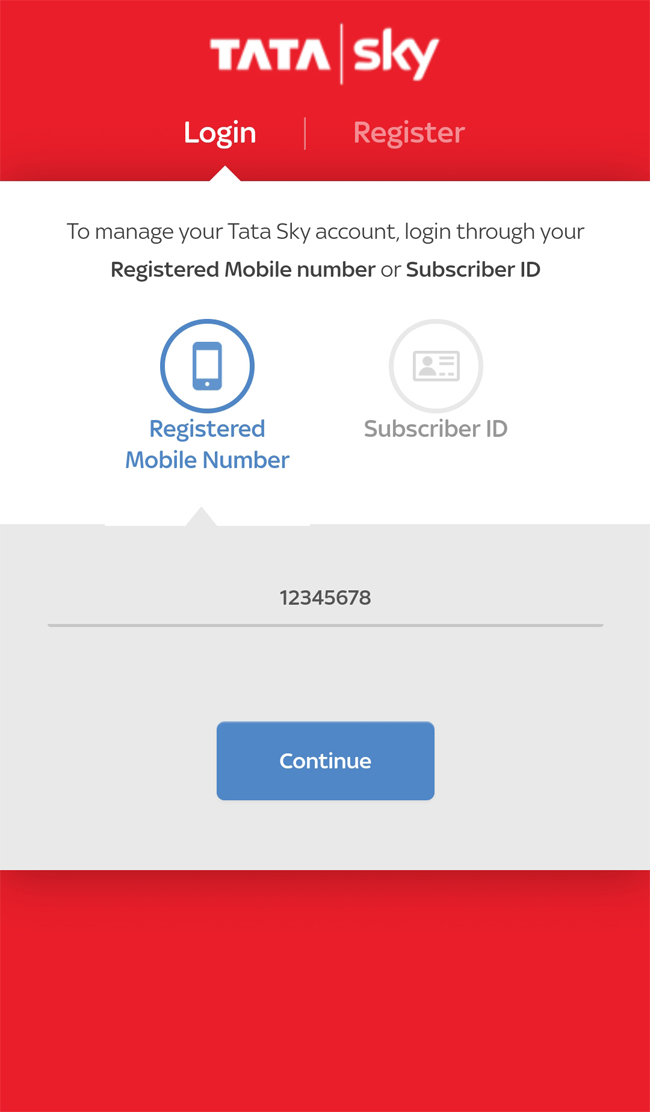 TATA | sky
Login | Register
To manage your Tata Sky account, login through your
Registered Mobile number or Subscriber ID
Registered
Mobile Number
Subscriber ID
12345678
Continue